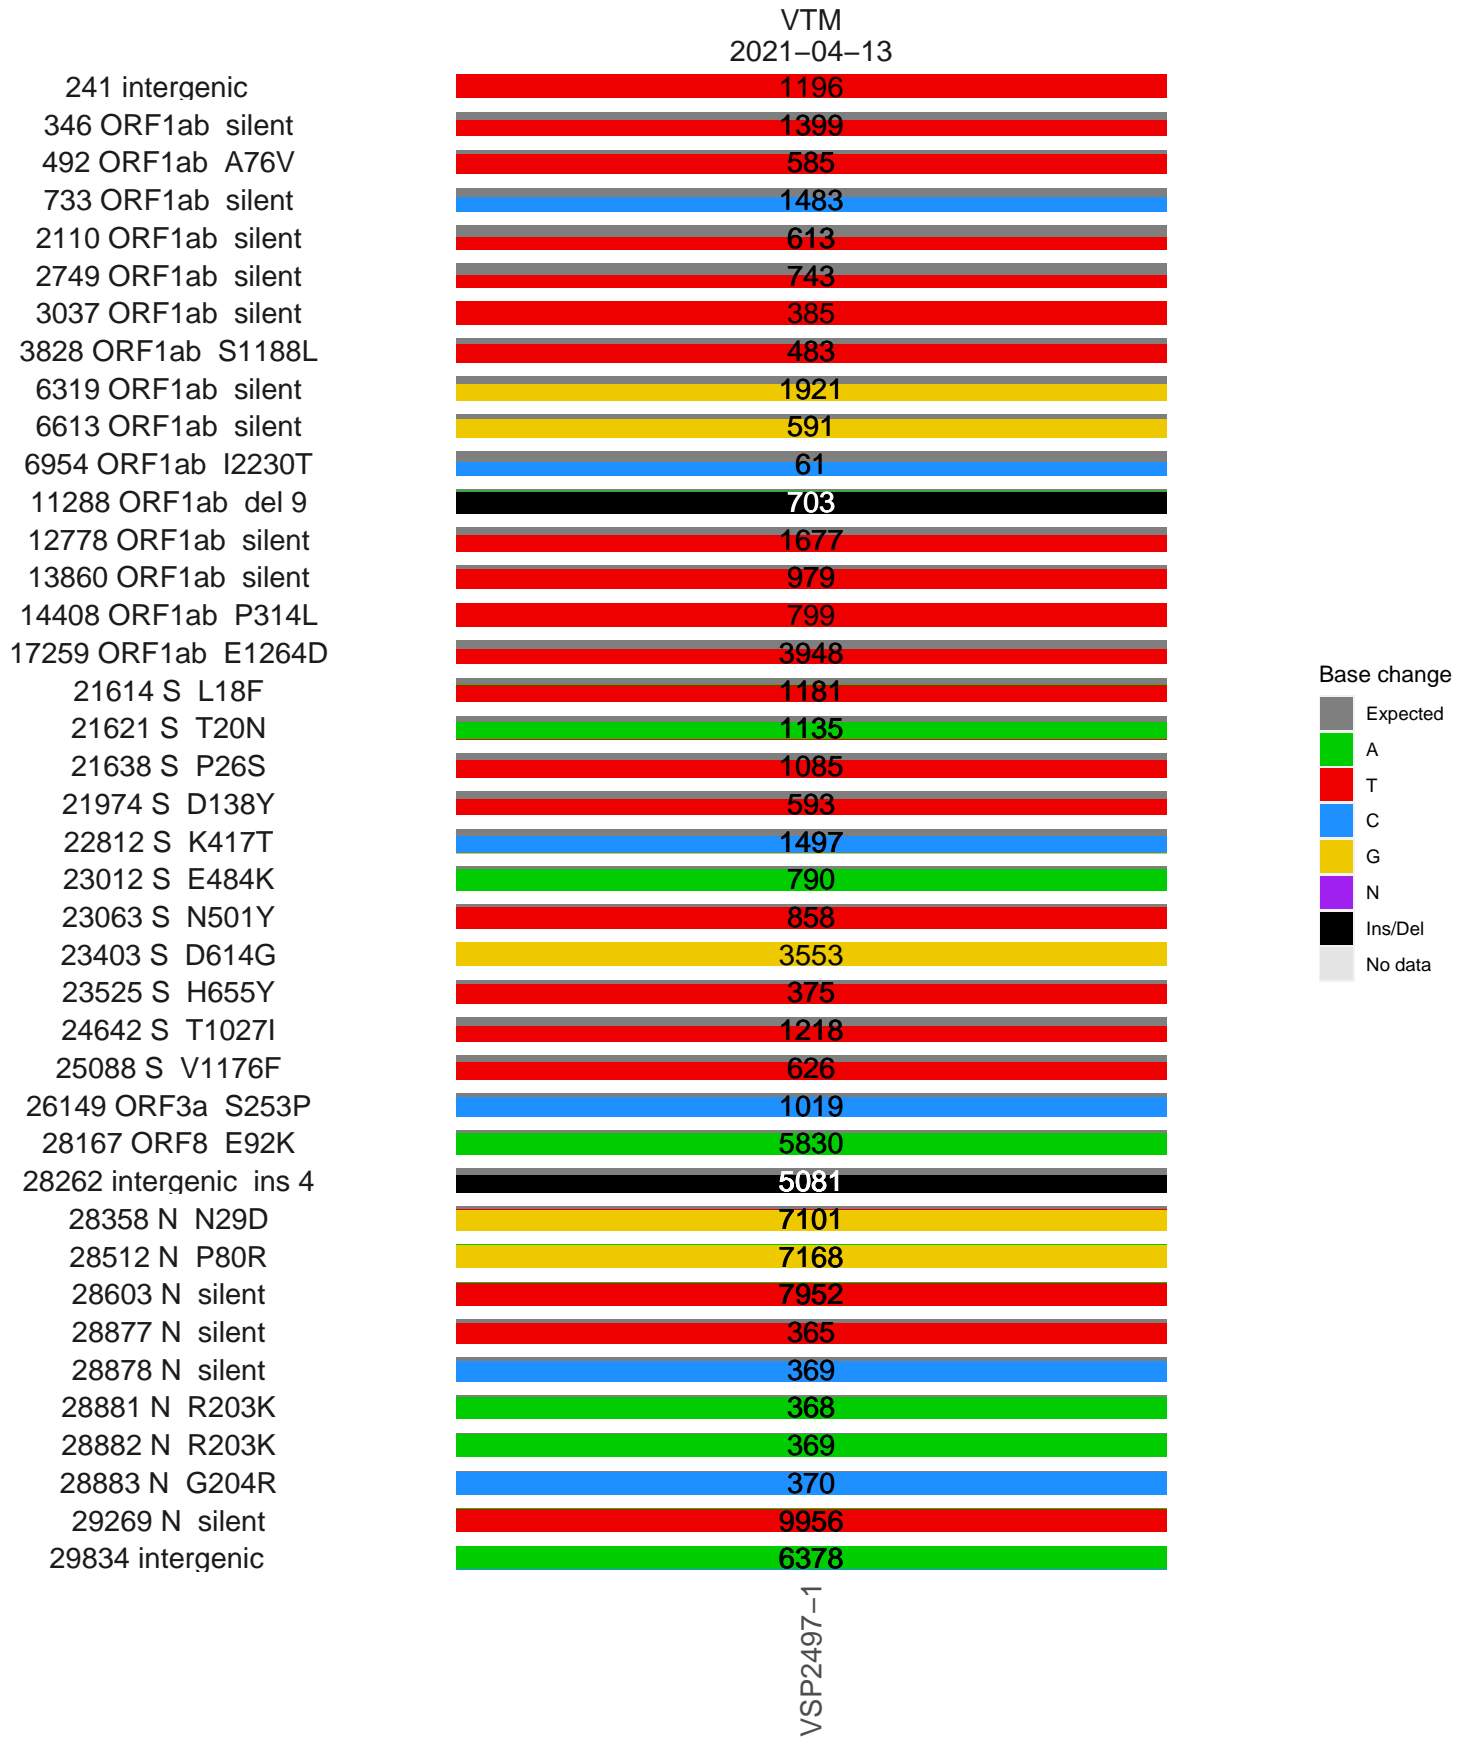 VTM
2021−04−13
241 intergenic 1196
346 ORF1ab silent 1399
492 ORF1ab A76V 585
733 ORF1ab silent 1483
2110 ORF1ab silent 613
2749 ORF1ab silent 743
3037 ORF1ab silent 385
3828 ORF1ab S1188L 483
6319 ORF1ab silent 1921
6613 ORF1ab silent 591
6954 ORF1ab I2230T 61
11288 ORF1ab del 9 703
12778 ORF1ab silent 1677
13860 ORF1ab silent 979
14408 ORF1ab P314L 799
17259 ORF1ab E1264D 3948
21614 S L18F 1181
21621 S T20N 1135
21638 S P26S 1085
21974 S D138Y 593
22812 S K417T 1497
23012 S E484K 790
23063 S N501Y 858
23403 S D614G 3553
23525 S H655Y 375
24642 S T1027I 1218
25088 S V1176F 626
26149 ORF3a S253P 1019
28167 ORF8 E92K 5830
28262 intergenic ins 4 5081
28358 N N29D 7101
28512 N P80R 7168
28603 N silent 7952
28877 N silent 365
28878 N silent 369
28881 N R203K 368
28882 N R203K 369
28883 N G204R 370
29269 N silent 9956
29834 intergenic 6378
VSP2497−1
Base change
Expected
A
T
C
G
N
Ins/Del
No data